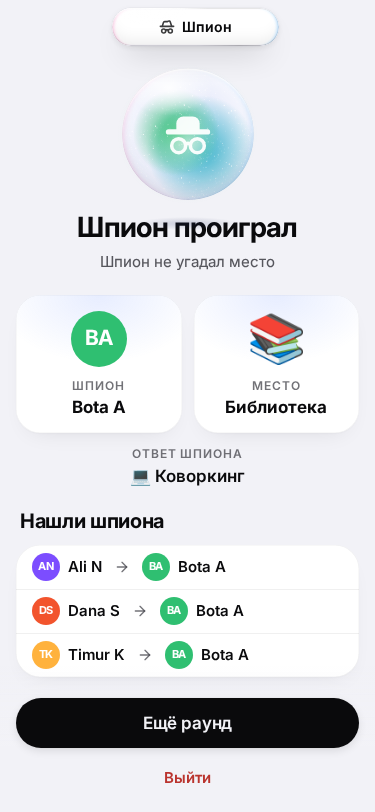 Шпион
Шпион проиграл
Шпион не угадал место
BA
ШПИОН
Bota A
МЕСТО
Библиотека
ОТВЕТ ШПИОНА
💻 Коворкинг
Нашли шпиона
AN Ali N → BA Bota A
DS Dana S → BA Bota A
TK Timur K → BA Bota A
Ещё раунд
Выйти